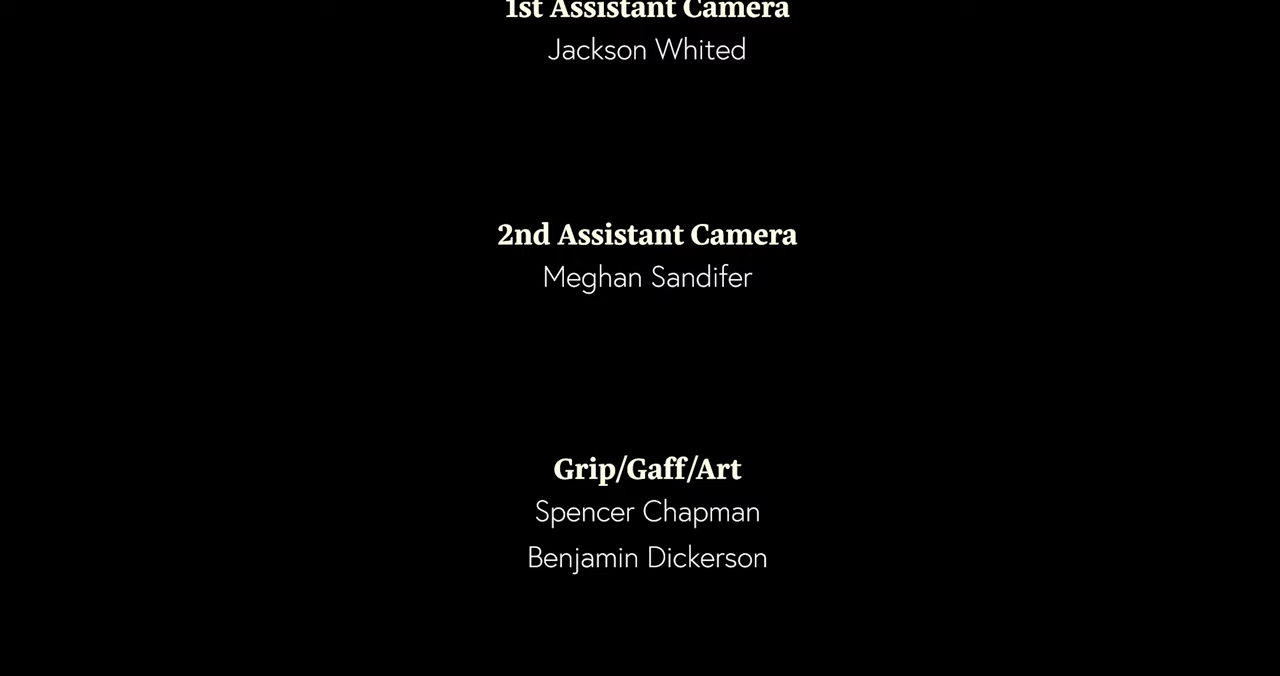 1st Assistant Camera
Jackson Whited
2nd Assistant Camera
Meghan Sandifer
Grip/Gaff/Art
Spencer Chapman
Benjamin Dickerson